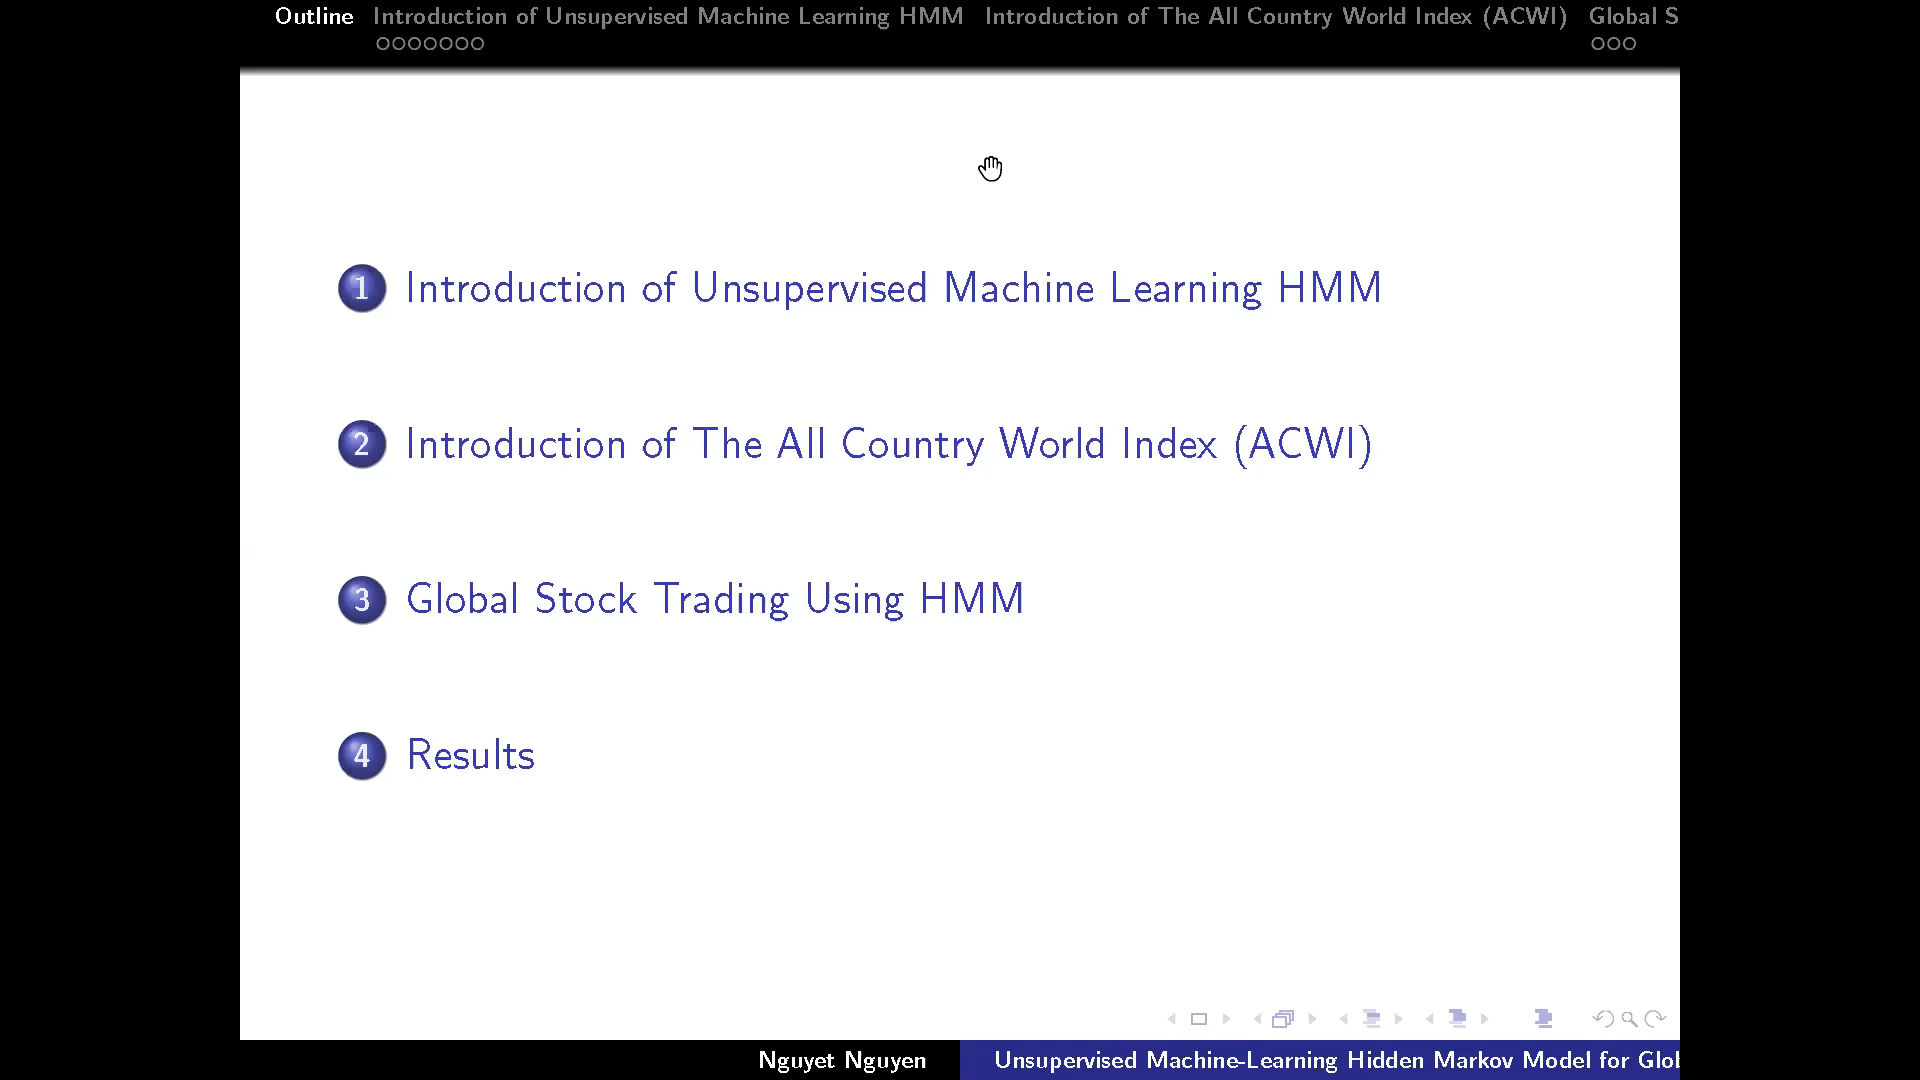 Outline Introduction of Unsupervised Machine Learning HMM Introduction of The All Country World Index (ACWI) Global S
1 Introduction of Unsupervised Machine Learning HMM
2 Introduction of The All Country World Index (ACWI)
3 Global Stock Trading Using HMM
4 Results
Nguyet Nguyen Unsupervised Machine-Learning Hidden Markov Model for Glob